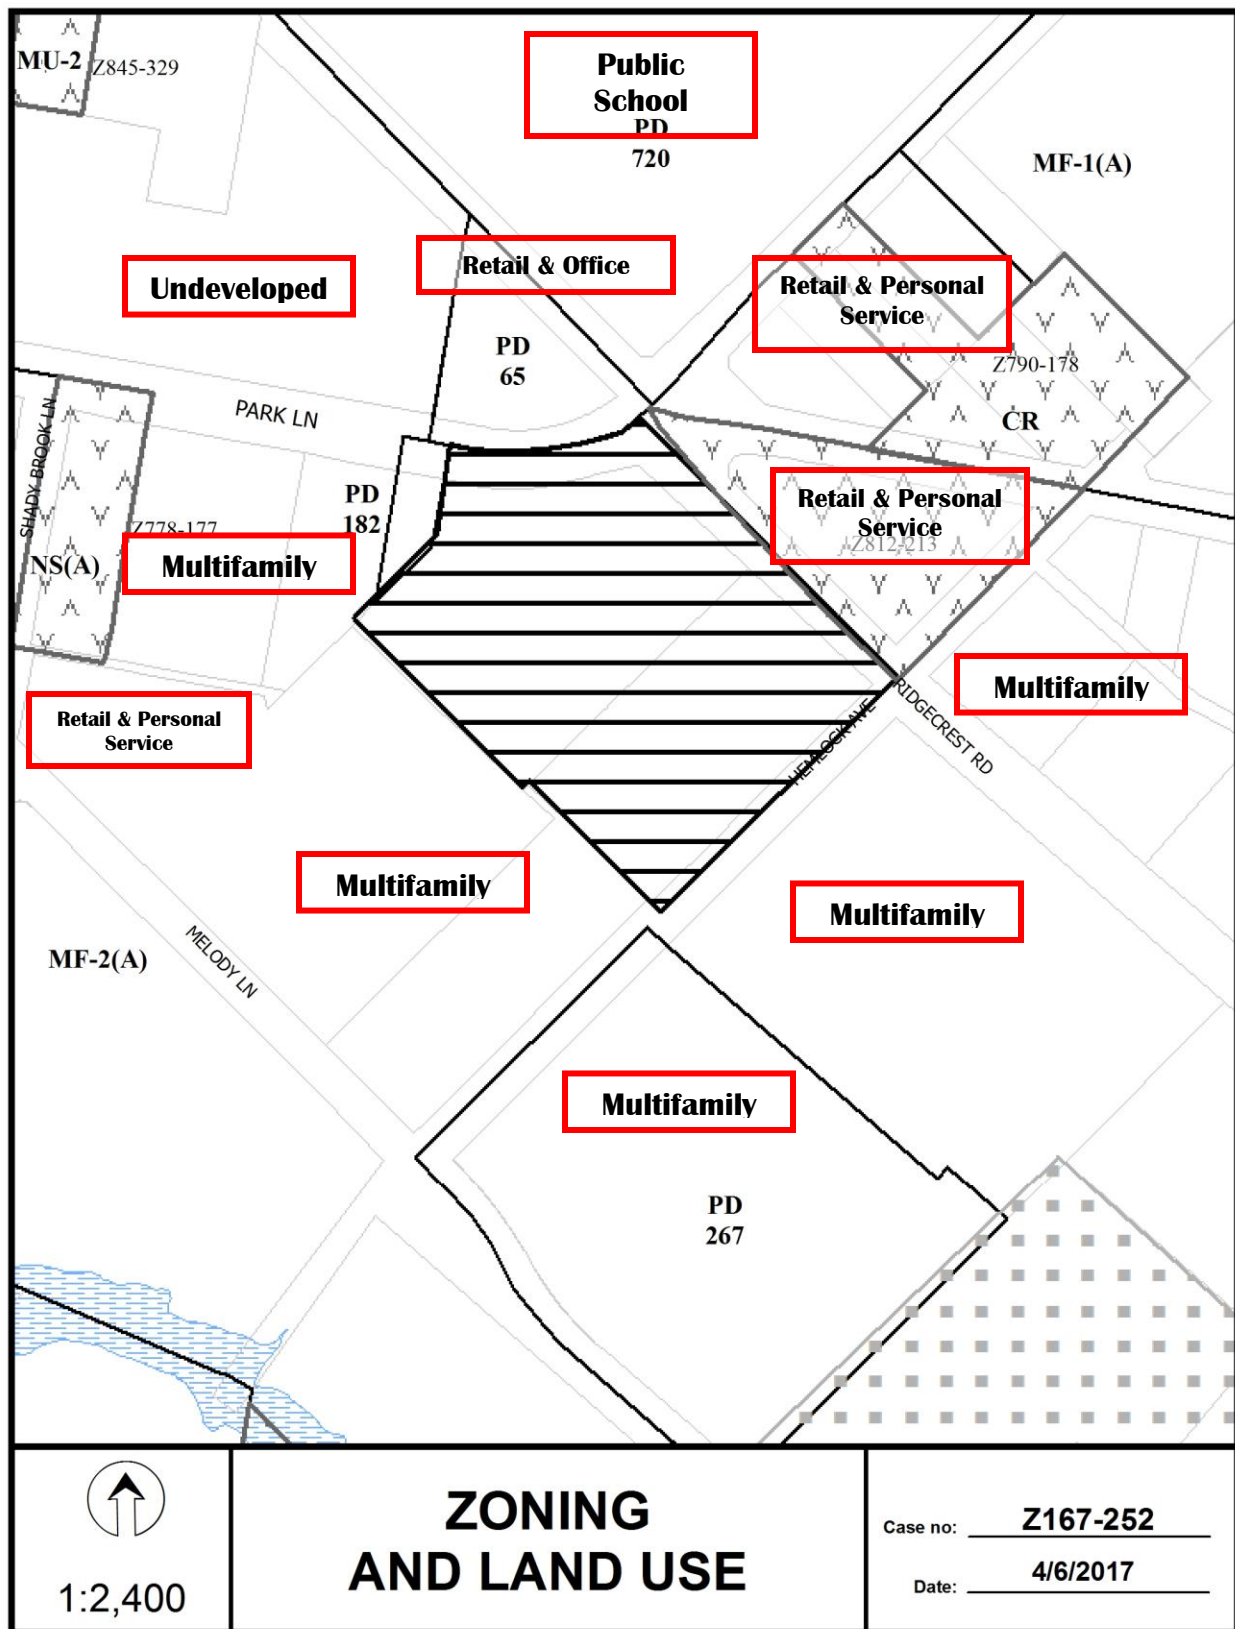 MU-2
Z845-329
Public
School
PD
720
MF-1(A)
Undeveloped
Retail & Office
Retail & Personal
Service
PD
65
Z790-178
CR
PARK LN
SHADY BROOK LN
PD
182
Z778-177
NS(A)
Multifamily
Retail & Personal
Service
Z812-213
Multifamily
Retail & Personal
Service
HEMLOCK AVE
RIDGECREST RD
Multifamily
Multifamily
MF-2(A)
MELODY LN
Multifamily
PD
267
1:2,400
ZONING
AND LAND USE
Case no: Z167-252
Date: 4/6/2017